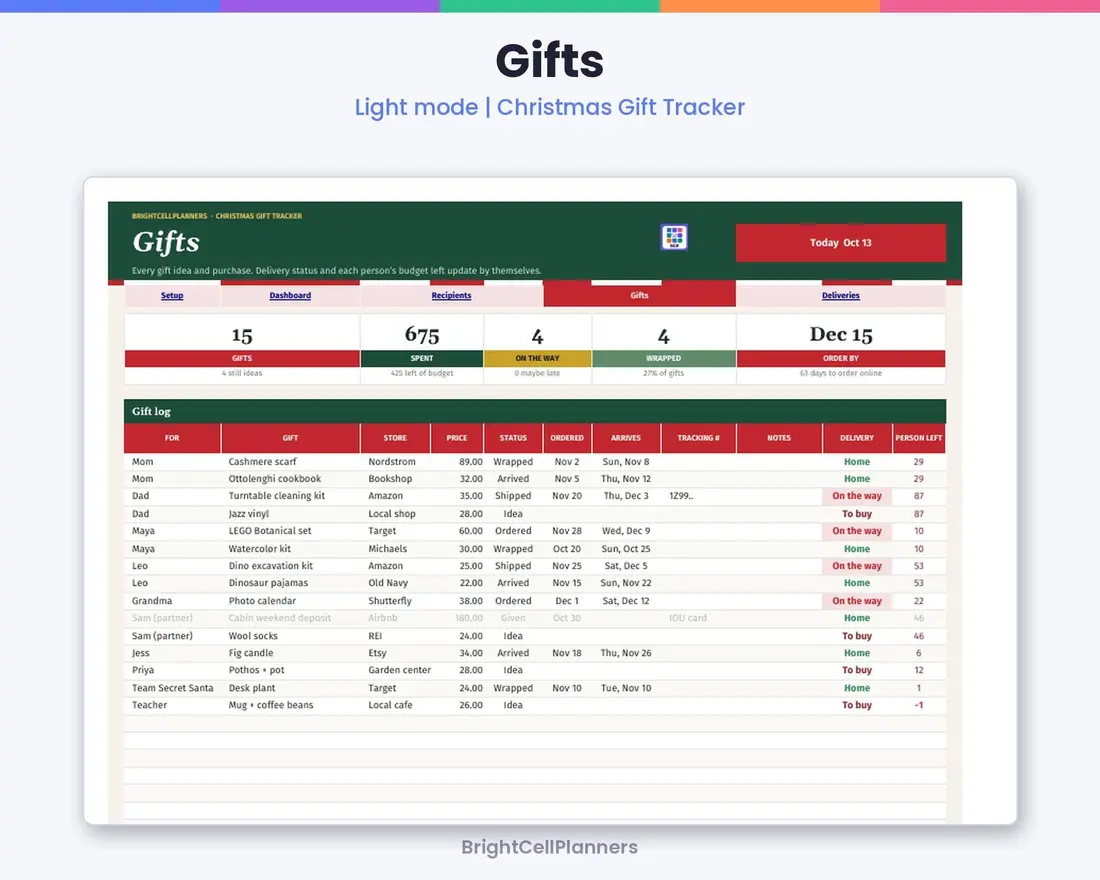 Gifts
Light mode | Christmas Gift Tracker
BRIGHTCELLPLANNERS · CHRISTMAS GIFT TRACKER
Gifts
Today Oct 13
Every gift idea and purchase. Delivery status and each person's budget left update by themselves.
Setup Dashboard Recipients Gifts Deliveries
15 675 4 4 Dec 15
GIFTS SPENT ON THE WAY WRAPPED ORDER BY
4 still ideas 425 left of budget 0 maybe late 27% of gifts 63 days to order online
Gift log
FOR GIFT STORE PRICE STATUS ORDERED ARRIVES TRACKING # NOTES DELIVERY PERSON LEFT
Mom Cashmere scarf Nordstrom 89.00 Wrapped Nov 2 Sun, Nov 8 Home 29
Mom Ottolenghi cookbook Bookshop 32.00 Arrived Nov 5 Thu, Nov 12 Home 29
Dad Turntable cleaning kit Amazon 35.00 Shipped Nov 20 Thu, Dec 3 1Z99.. On the way 87
Dad Jazz vinyl Local shop 28.00 Idea To buy 87
Maya LEGO Botanical set Target 60.00 Ordered Nov 28 Wed, Dec 9 On the way 10
Maya Watercolor kit Michaels 30.00 Wrapped Oct 20 Sun, Oct 25 Home 10
Leo Dino excavation kit Amazon 25.00 Shipped Nov 25 Sat, Dec 5 On the way 53
Leo Dinosaur pajamas Old Navy 22.00 Arrived Nov 15 Sun, Nov 22 Home 53
Grandma Photo calendar Shutterfly 38.00 Ordered Dec 1 Sat, Dec 12 On the way 22
Sam (partner) Cabin weekend deposit Airbnb 180.00 Given Oct 30 IOU card Home 46
Sam (partner) Wool socks REI 24.00 Idea To buy 46
Jess Fig candle Etsy 34.00 Arrived Nov 18 Thu, Nov 26 Home 6
Priya Pothos + pot Garden center 28.00 Idea To buy 12
Team Secret Santa Desk plant Target 24.00 Wrapped Nov 10 Tue, Nov 10 Home 1
Teacher Mug + coffee beans Local cafe 26.00 Idea To buy -1
BrightCellPlanners